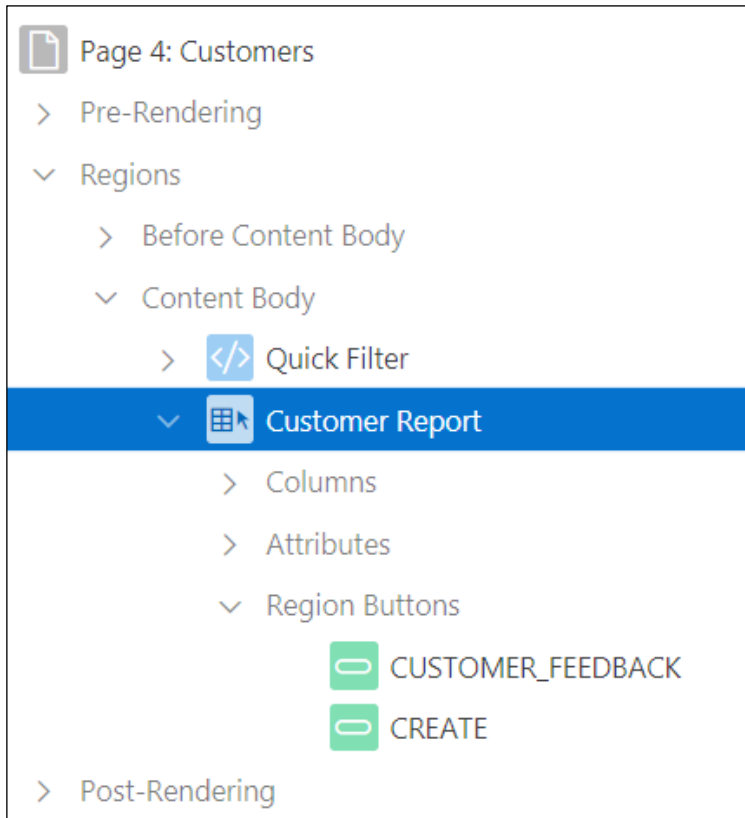 Page 4: Customers
Pre-Rendering
Regions
Before Content Body
Content Body
Quick Filter
Customer Report
Columns
Attributes
Region Buttons
CUSTOMER_FEEDBACK
CREATE
Post-Rendering